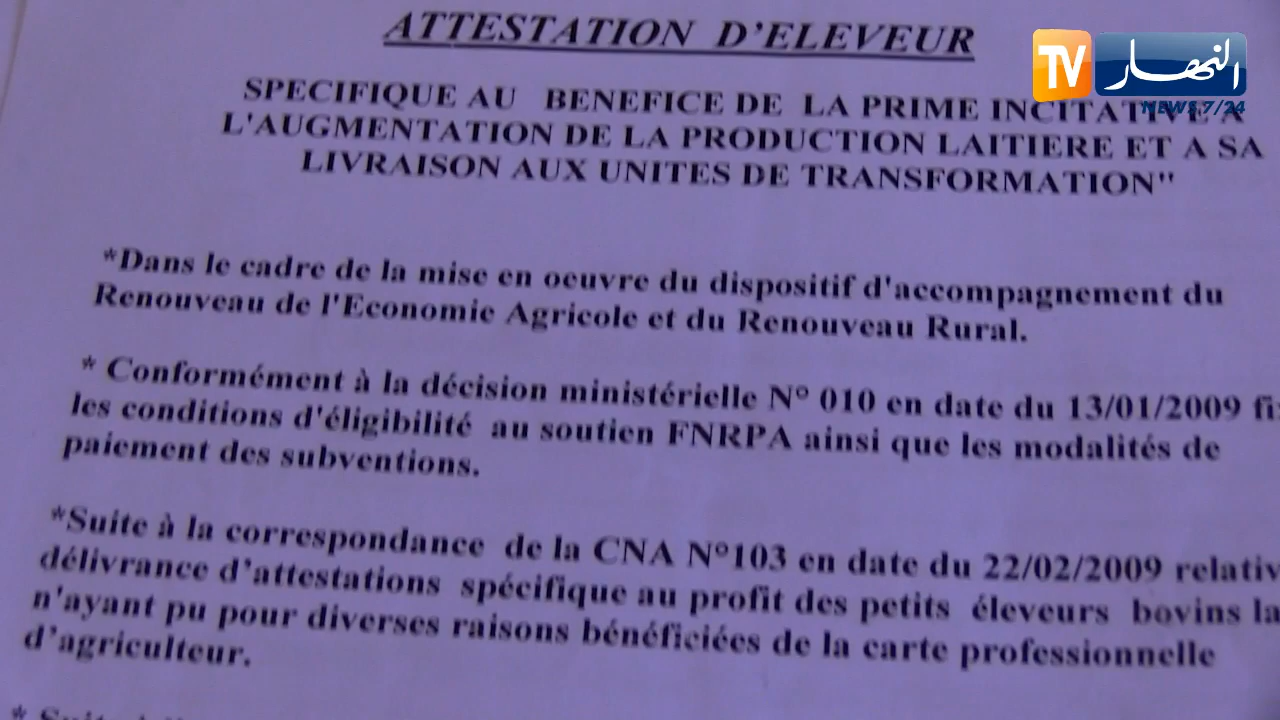 ATTESTATION D'ELEVEUR
TV النهار
NEWS.7/24
SPECIFIQUE AU BENEFICE DE LA PRIME INCITATIVE A
L'AUGMENTATION DE LA PRODUCTION LAITIERE ET A SA
LIVRAISON AUX UNITES DE TRANSFORMATION"
*Dans le cadre de la mise en oeuvre du dispositif d'accompagnement du
Renouveau de l'Economie Agricole et du Renouveau Rural.
* Conformément à la décision ministérielle N° 010 en date du 13/01/2009
les conditions d'éligibilité au soutien FNRPA ainsi que les modalités de
paiement des subventions.
*Suite à la correspondance de la CNA N°103 en date du 22/02/2009 relativ
délivrance d'attestations spécifique au profit des petits éleveurs bovins la
n'ayant pu pour diverses raisons bénéficiées de la carte professionnelle
d'agriculteur.